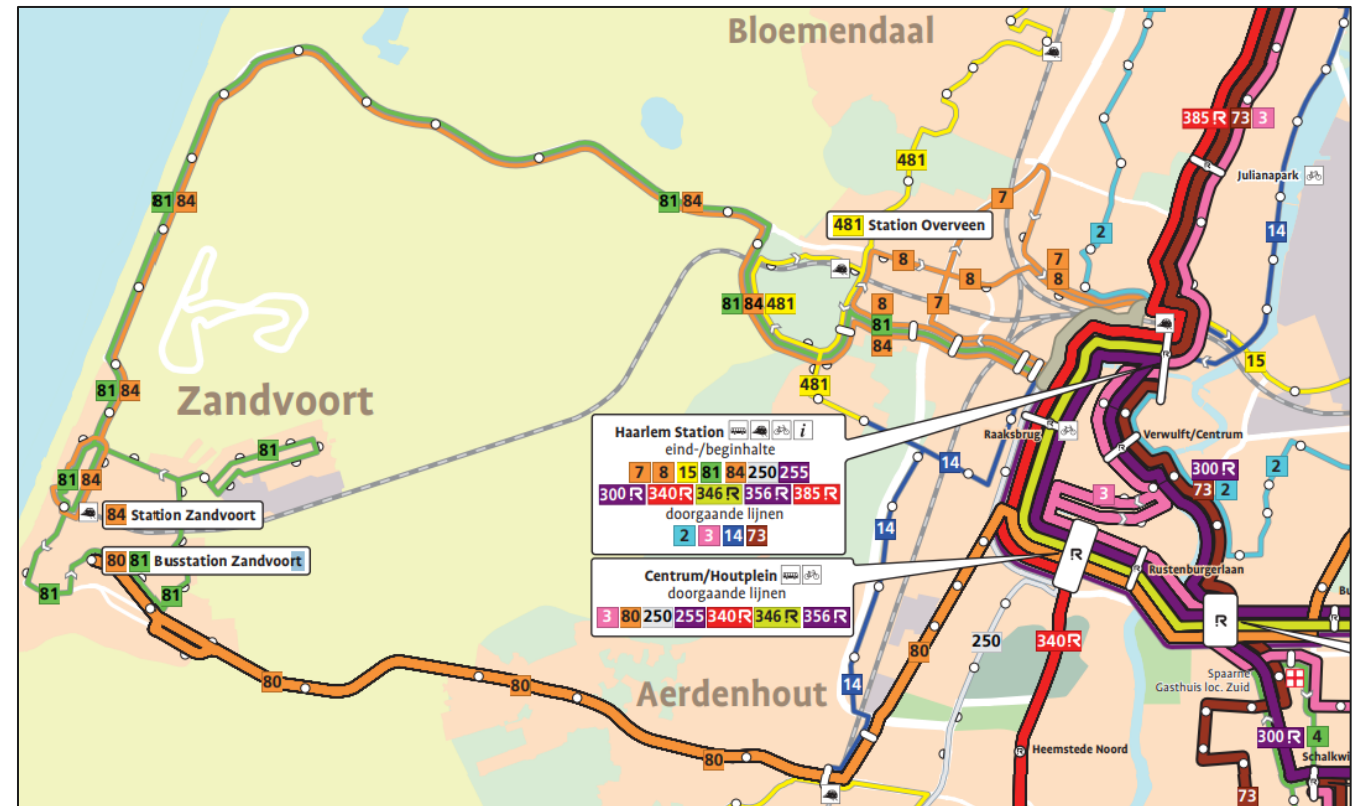 Bloemendaal
385 R 73 3
481
Julianapark
7
81 84
81 84
481 Station Overveen
2
14
8
7
8
8
81 84 481
8
7
81
84
15
481
81 84
Zandvoort
Haarlem Station i
eind-/beginhalte
7 8 15 81 84 250 255
300 R 340 R 346 R 356 R 385 R
doorgaande lijnen
2 3 14 73
Raaksbrug
Verwulft/Centrum
81
14
300 R
73 2
2
81 84
3
84 Station Zandvoort
14
80 81 Busstation Zandvoort
R
Centrum/Houtplein
doorgaande lijnen
3 80 250 255 340 R 346 R 356 R
Rustenburgerlaan
Bu
81
81
R
250
340 R
80
80
80
Aerdenhout
14
Spaarne
Gasthuis loc. Zuid
300 R 4
Heemstede Noord
Schalkwi
80
73